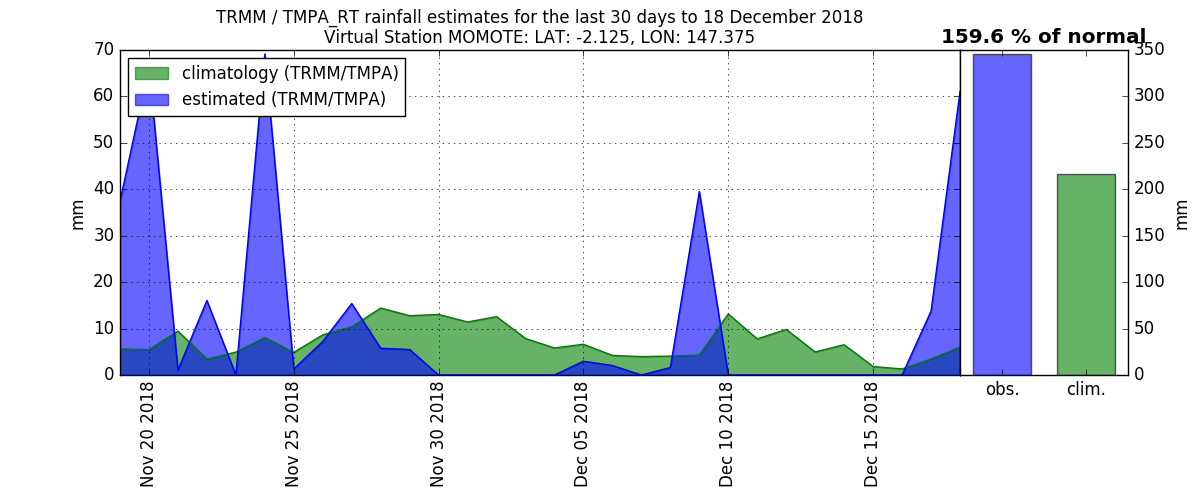 TRMM / TMPA_RT rainfall estimates for the last 30 days to 18 December 2018
Virtual Station MOMOTE: LAT: -2.125, LON: 147.375
159.6 % of normal
climatology (TRMM/TMPA)
estimated (TRMM/TMPA)
70
60
50
40
30
20
10
0
mm
Nov 20 2018
Nov 25 2018
Nov 30 2018
Dec 05 2018
Dec 10 2018
Dec 15 2018
350
300
250
200
150
100
50
0
mm
obs.
clim.